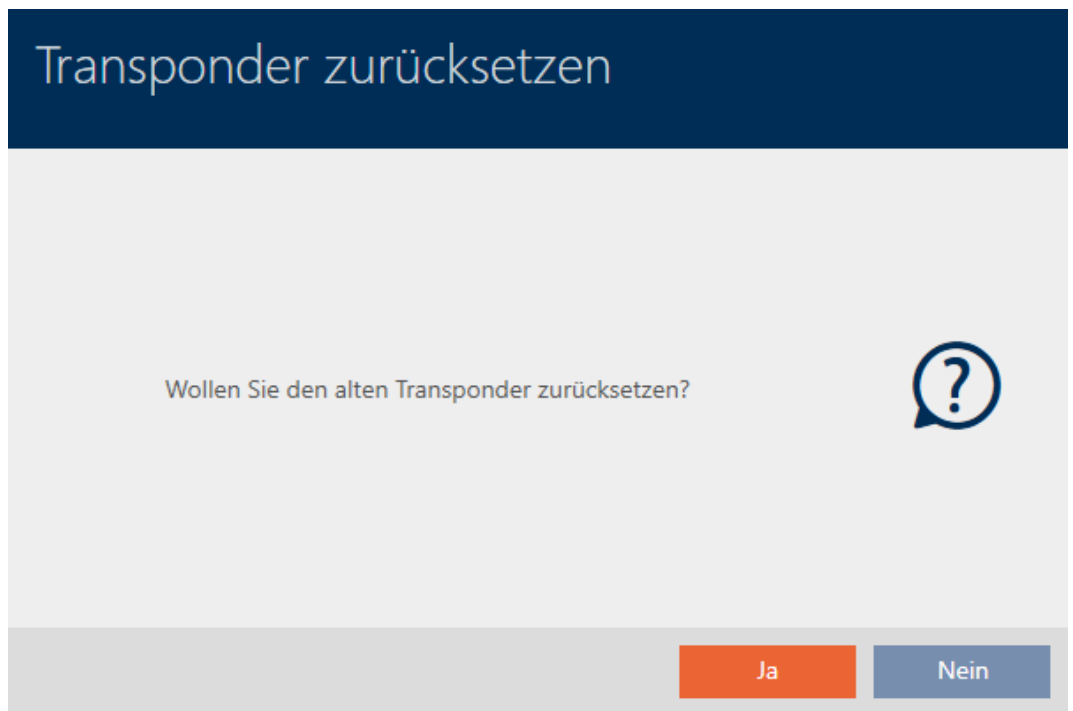 Transponder zurücksetzen
Wollen Sie den alten Transponder zurücksetzen?
?
Ja
Nein